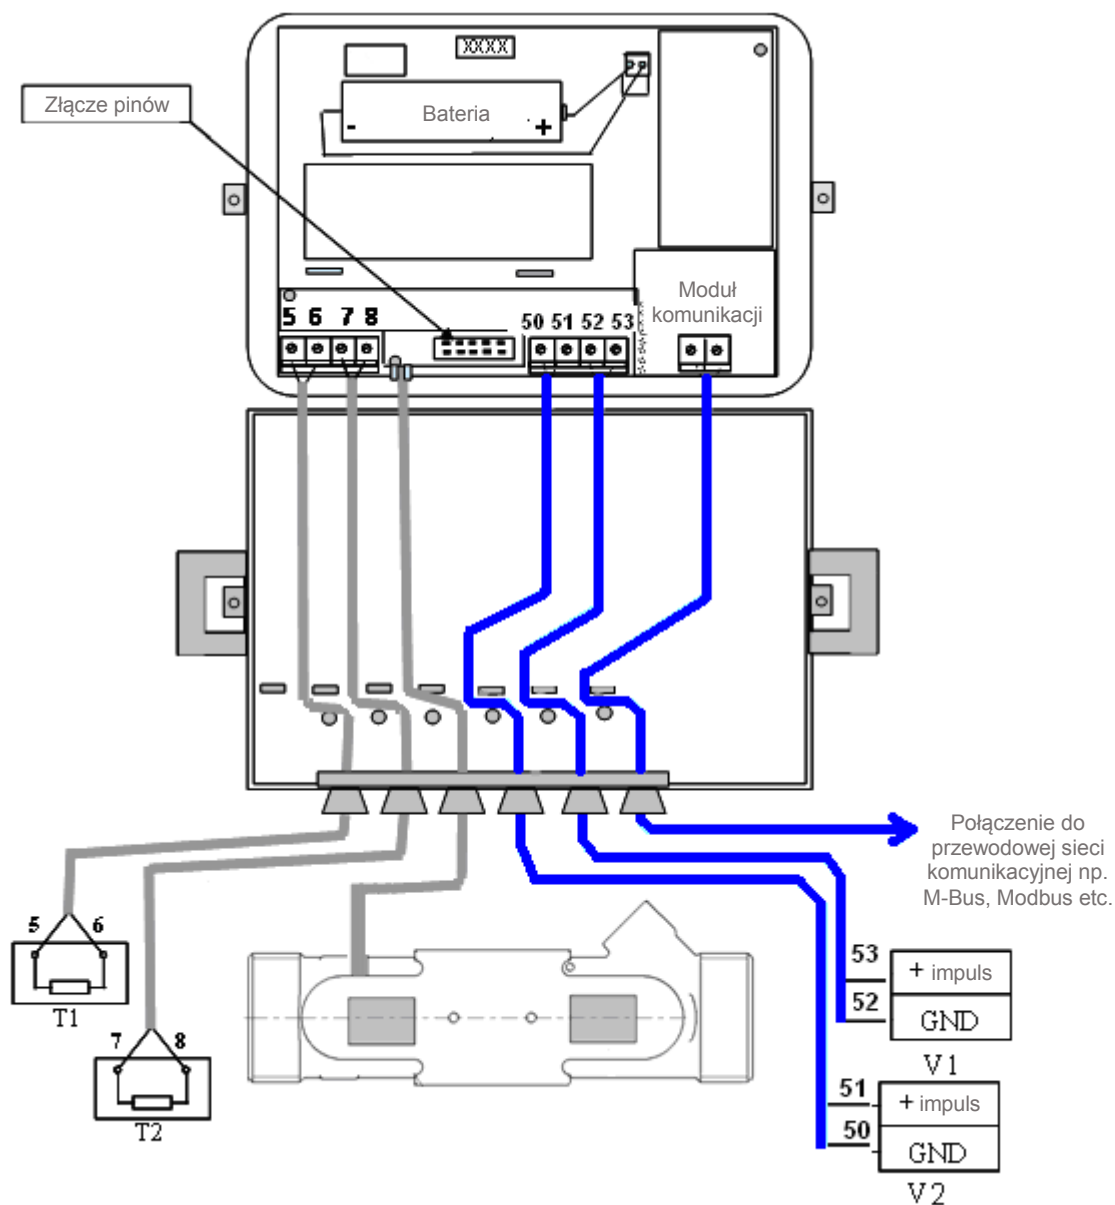 XXXX
Złącze pinów
Bateria
- +
Moduł
komunikacji
5 6 7 8
50 51 52 53
Połączenie do
przewodowej sieci
komunikacyjnej np.
M-Bus, Modbus etc.
5 6
T1
7 8
T2
53 + impuls
52 GND
V1
51 + impuls
50 GND
V2